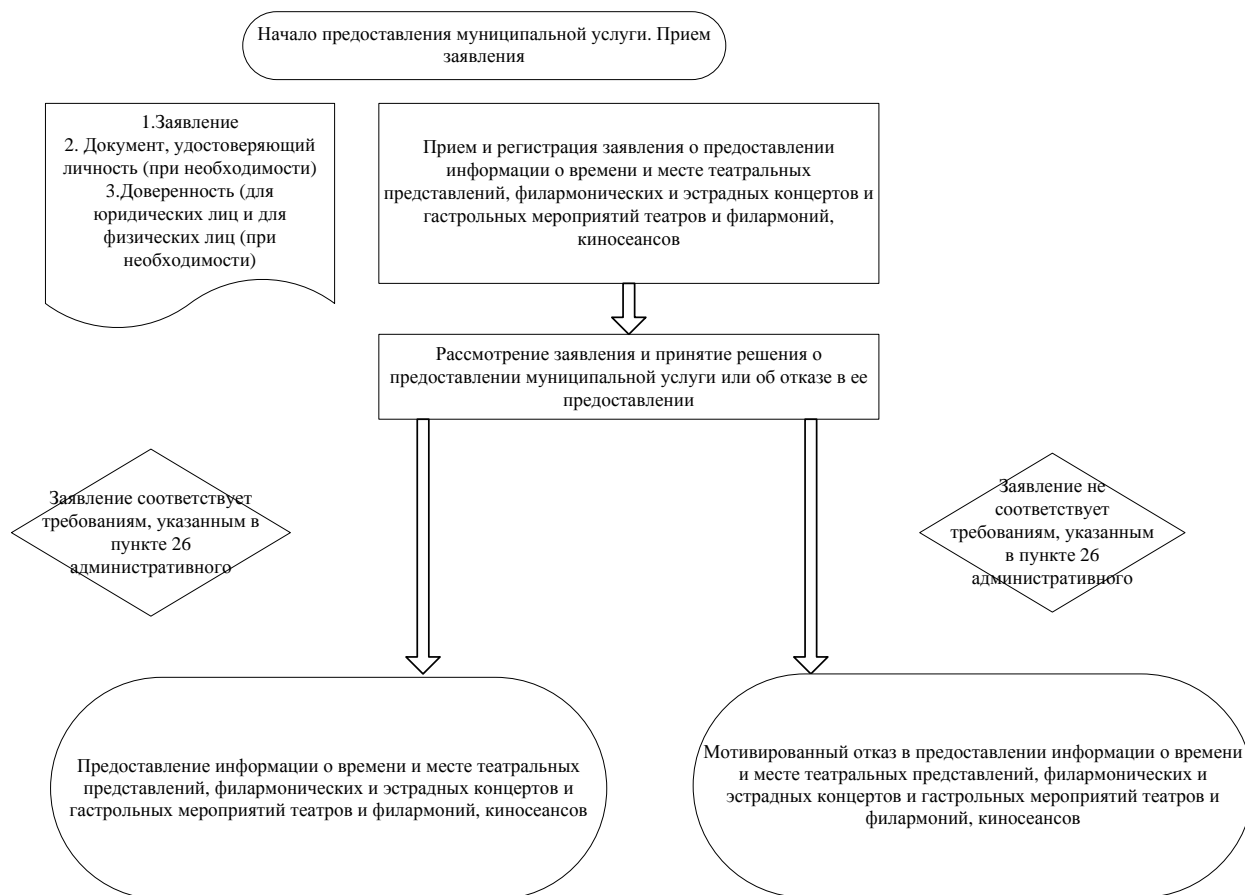 Начало предоставления муниципальной услуги. Прием
заявления
1.Заявление
2. Документ, удостоверяющий
личность (при необходимости)
3.Доверенность (для
юридических лиц и для
физических лиц (при
необходимости)
Прием и регистрация заявления о предоставлении
информации о времени и месте театральных
представлений, филармонических и эстрадных концертов и
гастрольных мероприятий театров и филармоний,
киносеансов
Рассмотрение заявления и принятие решения о
предоставлении муниципальной услуги или об отказе в ее
предоставлении
Заявление соответствует
требованиям, указанным в
пункте 26
административного
Заявление не
соответствует
требованиям, указанным
в пункте 26
административного
Предоставление информации о времени и месте театральных
представлений, филармонических и эстрадных концертов и
гастрольных мероприятий театров и филармоний, киносеансов
Мотивированный отказ в предоставлении информации о времени
и месте театральных представлений, филармонических и
эстрадных концертов и гастрольных мероприятий театров и
филармоний, киносеансов